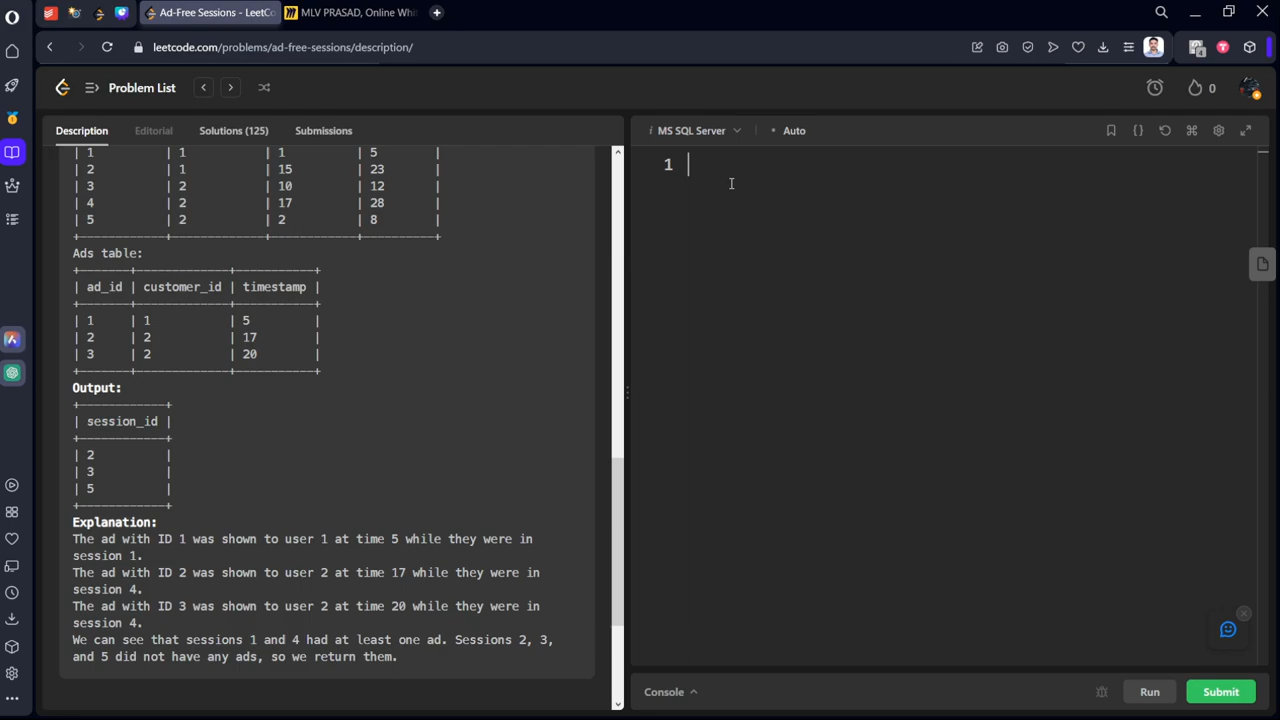 Ad-Free Sessions - LeetCo
MLV PRASAD, Online Whit
leetcode.com/problems/ad-free-sessions/description/
4
Problem List
0
Description
Editorial
Solutions (125)
Submissions
i MS SQL Server
• Auto
| 1 | 1 | 1 | 5 |
| 2 | 1 | 15 | 23 |
| 3 | 2 | 10 | 12 |
| 4 | 2 | 17 | 28 |
| 5 | 2 | 2 | 8 |
+---------+----------+----------+--------+
Ads table:
+-------+-------------+-----------+
| ad_id | customer_id | timestamp |
+-------+-------------+-----------+
| 1 | 1 | 5 |
| 2 | 2 | 17 |
| 3 | 2 | 20 |
+-------+-------------+-----------+
Output:
+------------+
| session_id |
+------------+
| 2 |
| 3 |
| 5 |
+------------+
Explanation:
The ad with ID 1 was shown to user 1 at time 5 while they were in
session 1.
The ad with ID 2 was shown to user 2 at time 17 while they were in
session 4.
The ad with ID 3 was shown to user 2 at time 20 while they were in
session 4.
We can see that sessions 1 and 4 had at least one ad. Sessions 2, 3,
and 5 did not have any ads, so we return them.
1
Console
Run
Submit